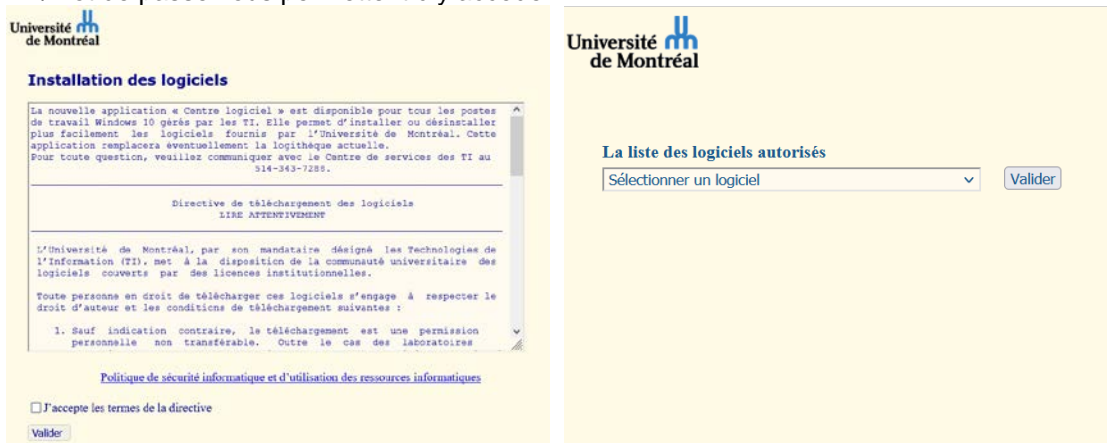 Université
de Montréal
Installation des logiciels
La nouvelle application « Centre logiciel » est disponible pour tous les postes
de travail Windows 10 gérés par les TI. Elle permet d'installer ou désinstaller
plus facilement les logiciels fournis par l'Université de Montréal. Cette
application remplacera éventuellement la logithèque actuelle.
Pour toute question, veuillez communiquer avec le Centre de services des TI au
514-343-7288.
Directive de téléchargement des logiciels
LIRE ATTENTIVEMENT
L'Université de Montréal, par son mandataire désigné les Technologies de
l'Information (TI), met à la disposition de la communauté universitaire des
logiciels couverts par des licences institutionnelles.
Toute personne en droit de télécharger ces logiciels s'engage à respecter le
droit d'auteur et les conditions de téléchargement suivantes :
1. Sauf indication contraire, le téléchargement est une permission
personnelle non transférable. Outre le cas des laboratoires
Politique de sécurité informatique et d'utilisation des ressources informatiques
J'accepte les termes de la directive
Valider
Université
de Montréal
La liste des logiciels autorisés
Sélectionner un logiciel
Valider